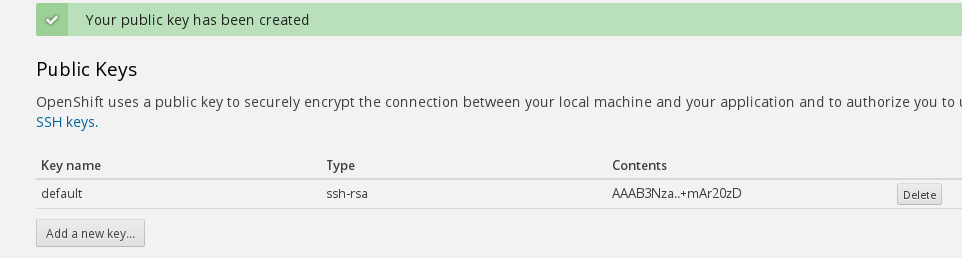 Your public key has been created
Public Keys
OpenShift uses a public key to securely encrypt the connection between your local machine and your application and to authorize you to
SSH keys.
Key name Type Contents
default ssh-rsa AAAB3Nza..+mAr20zD Delete
Add a new key...